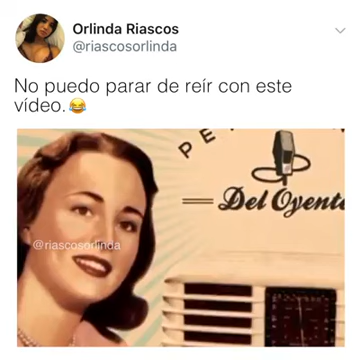 Orlinda Riascos
@riascosorlinda
No puedo parar de reír con este
vídeo.😂
Del Oyente
@riascosorlinda